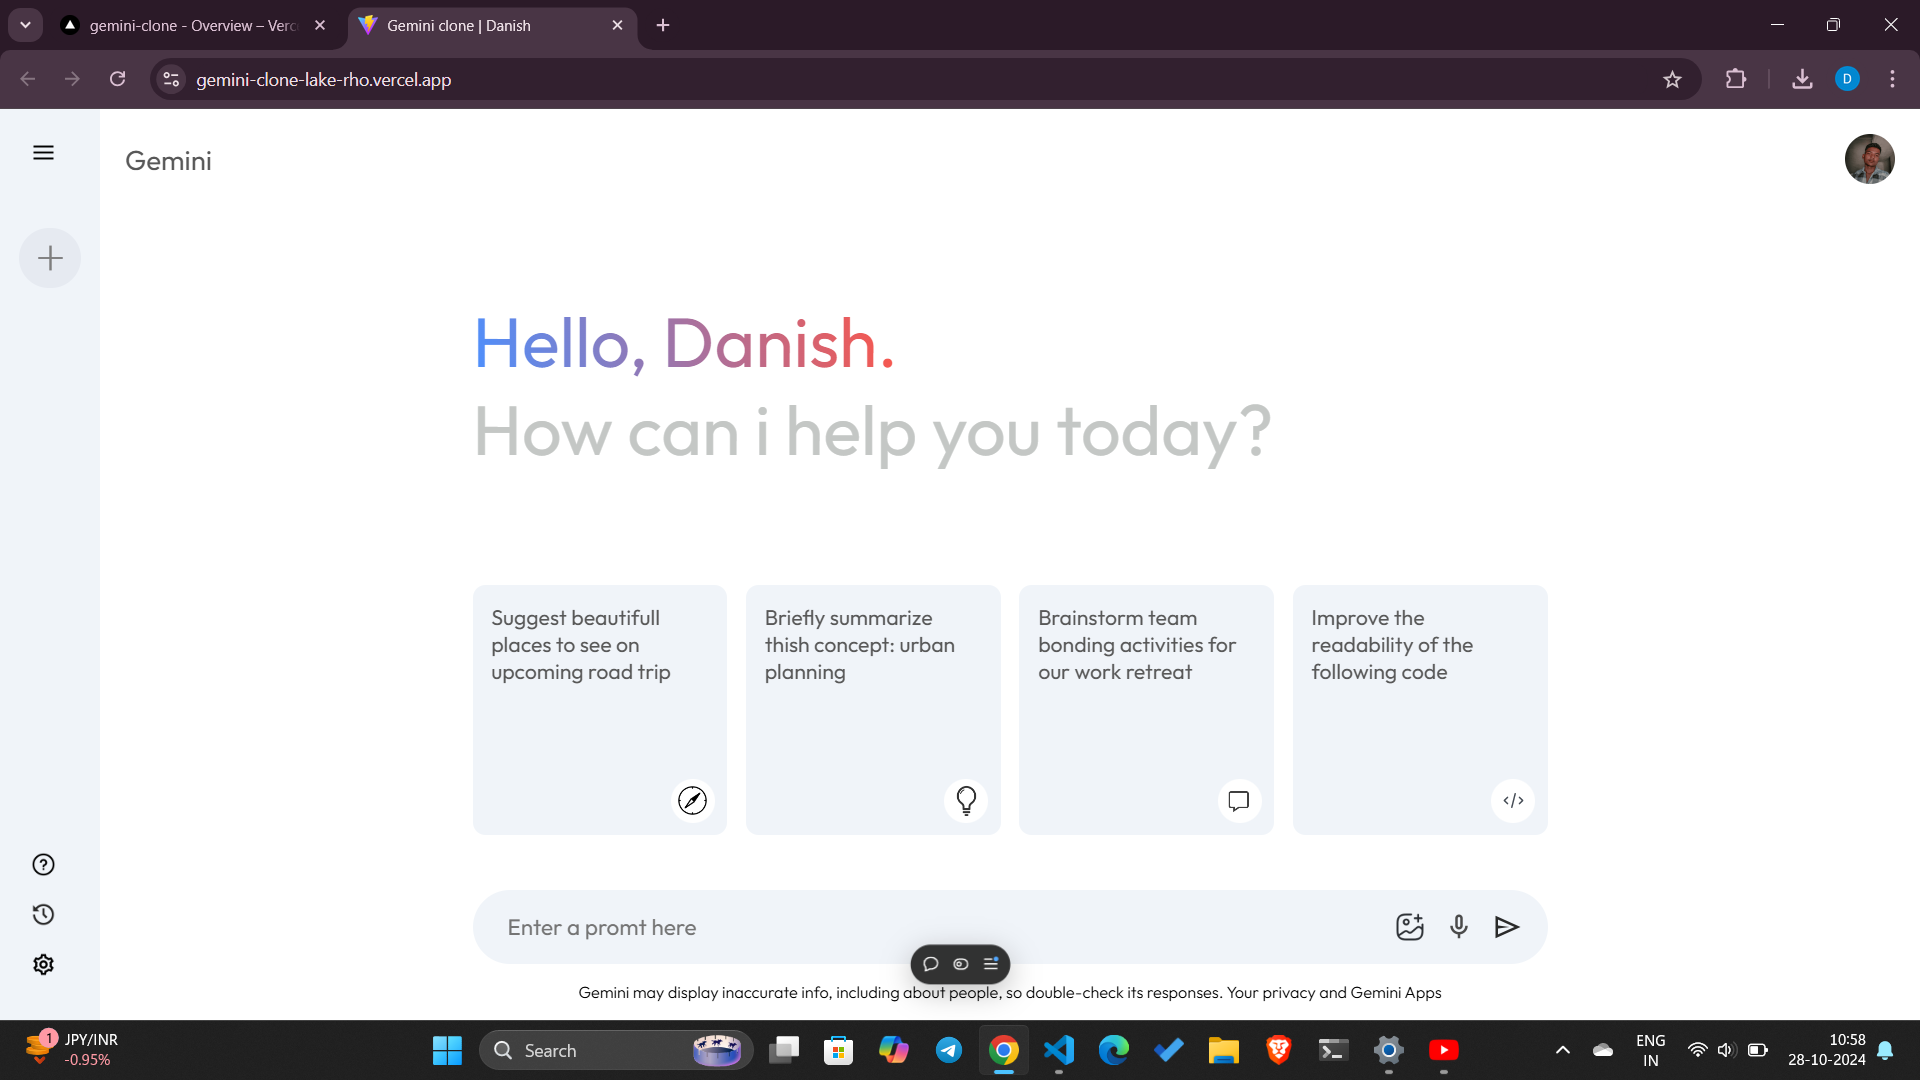 gemini-clone - Overview – Verc
Gemini clone | Danish
gemini-clone-lake-rho.vercel.app
D
Gemini
Hello, Danish.
How can i help you today?
Suggest beautifull
places to see on
upcoming road trip
Briefly summarize
thish concept: urban
planning
Brainstorm team
bonding activities for
our work retreat
Improve the
readability of the
following code
Enter a promt here
Gemini may display inaccurate info, including about people, so double-check its responses. Your privacy and Gemini Apps
1
JPY/INR
-0.95%
Search
ENG
IN
10:58
28-10-2024